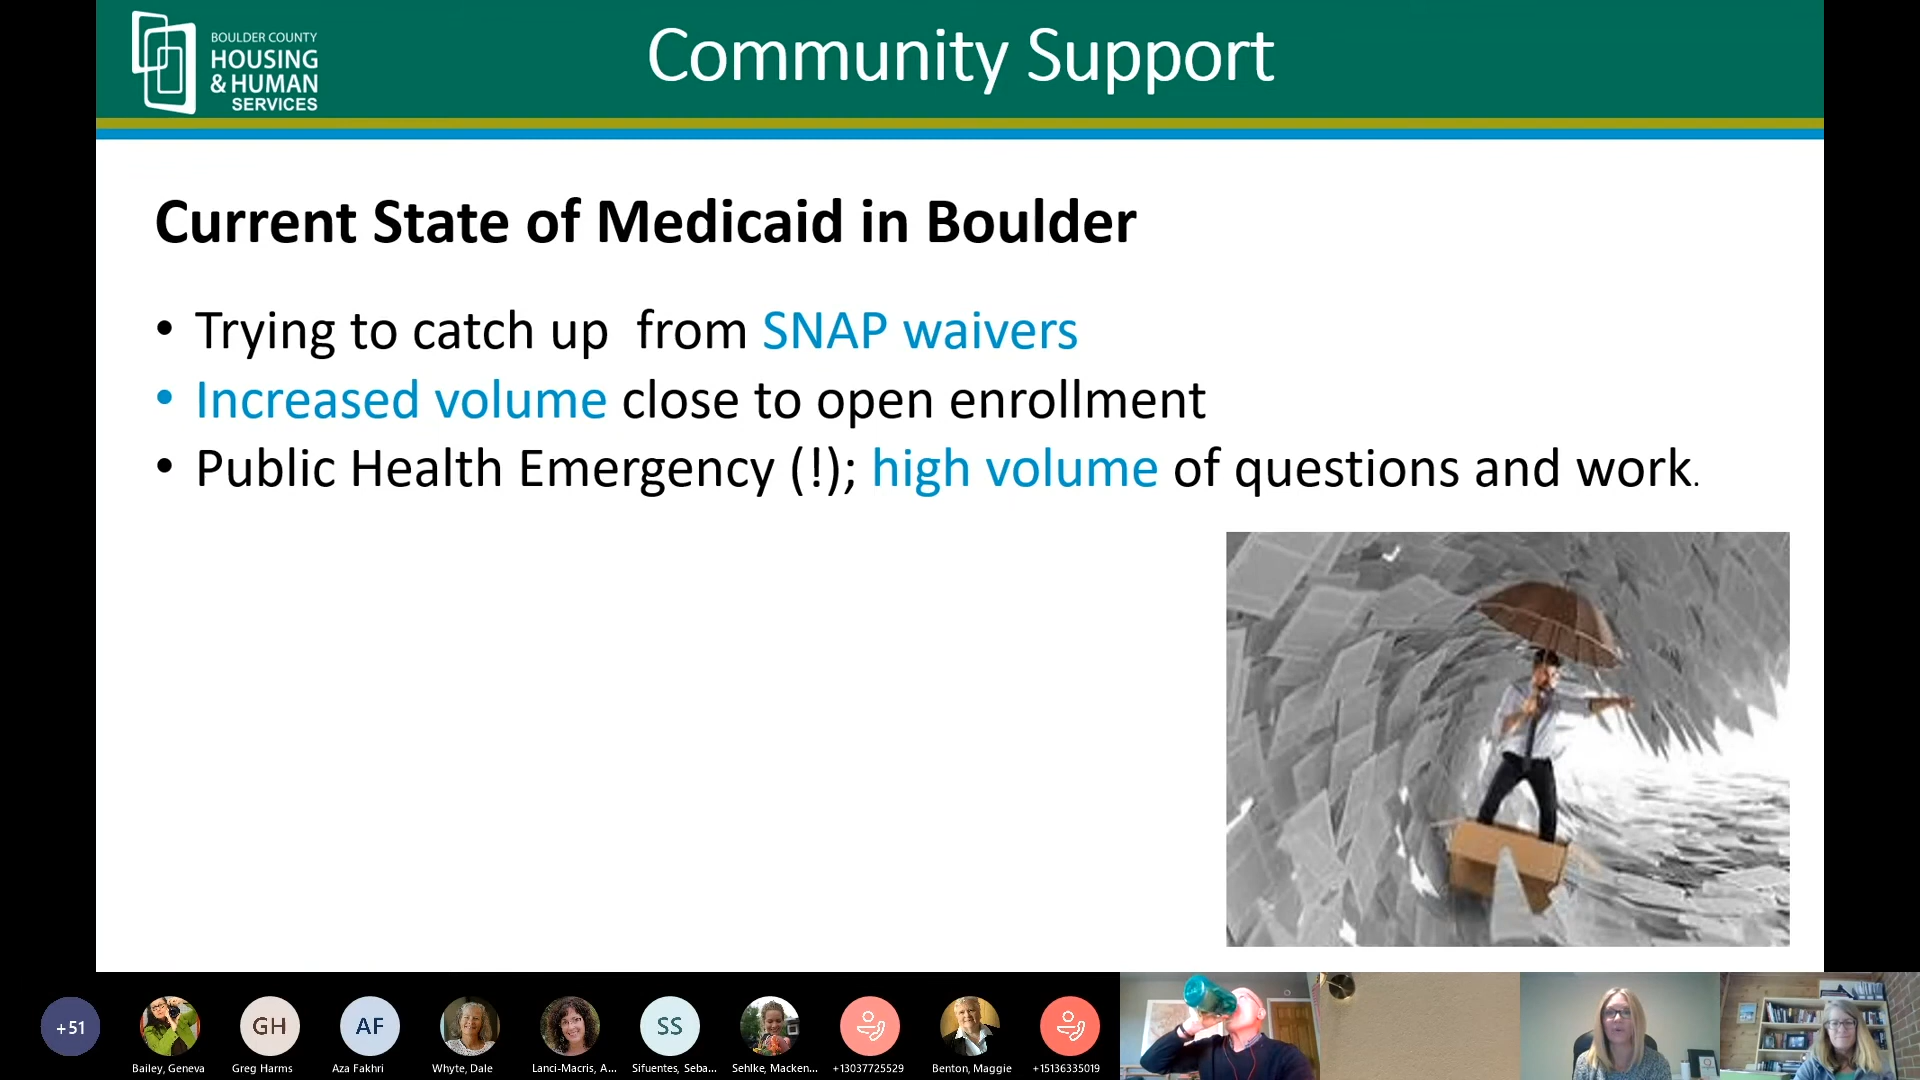 BOULDER COUNTY
HOUSING
& HUMAN
SERVICES
Community Support
Current State of Medicaid in Boulder
• Trying to catch up  from SNAP waivers
• Increased volume close to open enrollment
• Public Health Emergency (!); high volume of questions and work.
+51
GH
AF
SS
Bailey, Geneva
Greg Harms
Aza Fakhri
Whyte, Dale
Lanci-Macris, A...
Sifuentes, Seba...
Sehlke, Macken...
+13037725529
Benton, Maggie
+15136335019